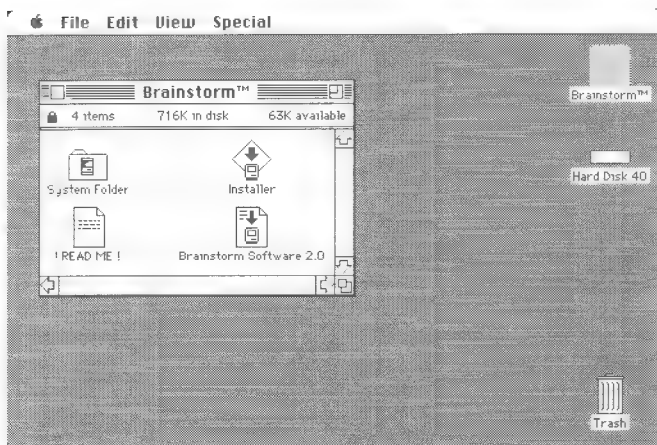 File Edit View Special
Brainstorm™
4 items 716K in disk 63K available
System Folder Installer
! READ ME ! Brainstorm Software 2.0
Brainstorm™
Hard Disk 40
Trash